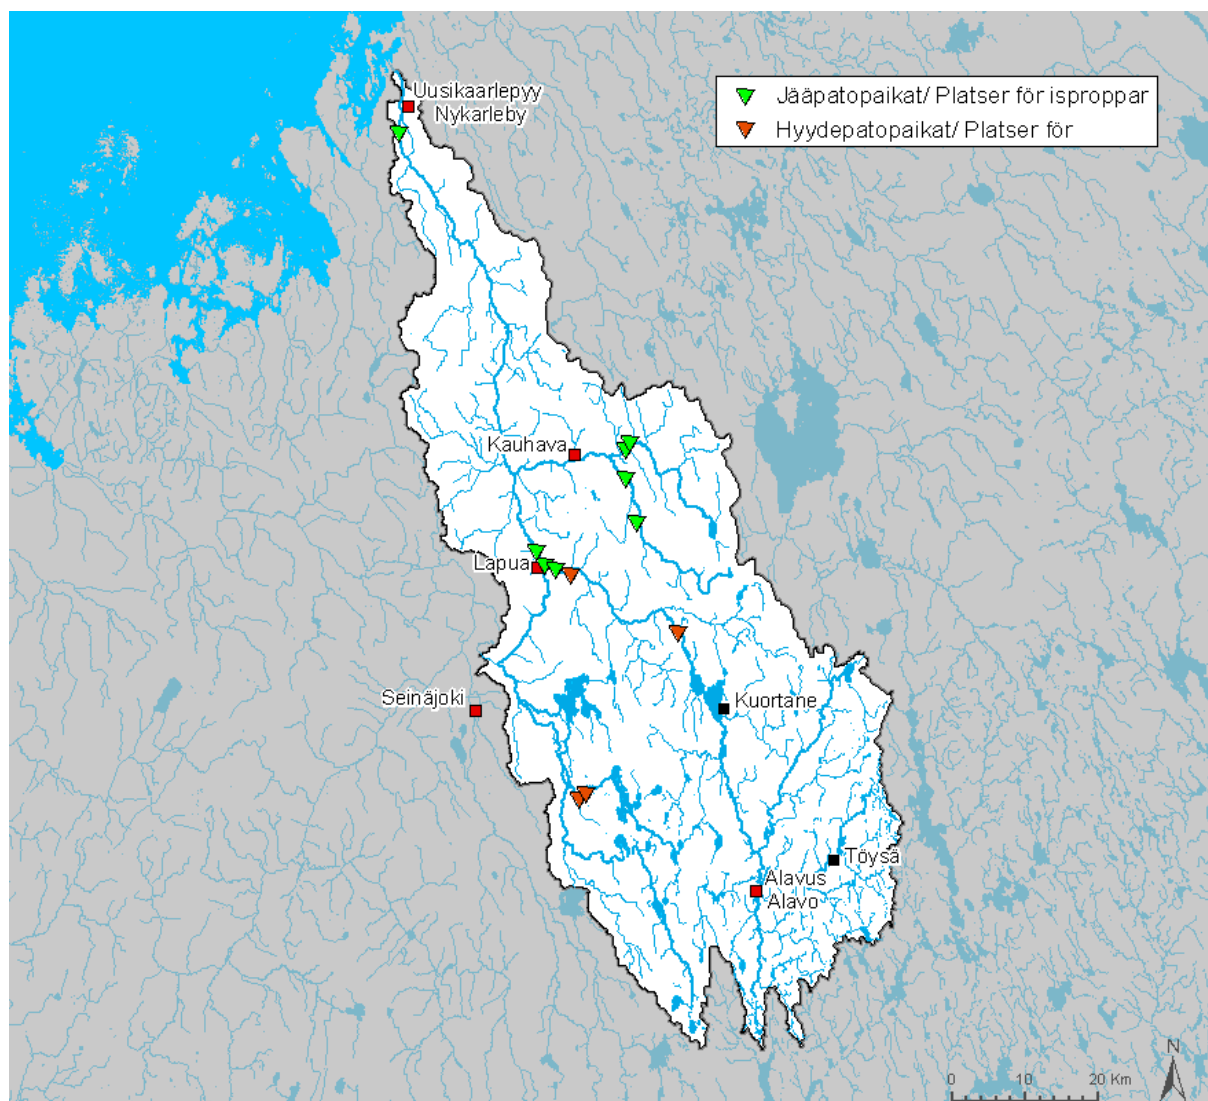 Uusikaarlepyy
Nykarleby
Jääpatopaikat/ Platser för isproppar
Hyydepatopaikat/ Platser för
Kauhava
Lapua
Seinäjoki
Kuortane
Töysä
Alavus
Alavo
N
0 10 20 Km